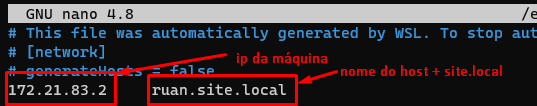 GNU nano 4.8 /e
# This file was automatically generated by WSL. To stop aut
# [network]
ip da máquina
# generateHosts = false
nome do host + site.local
172.21.83.2 ruan.site.local